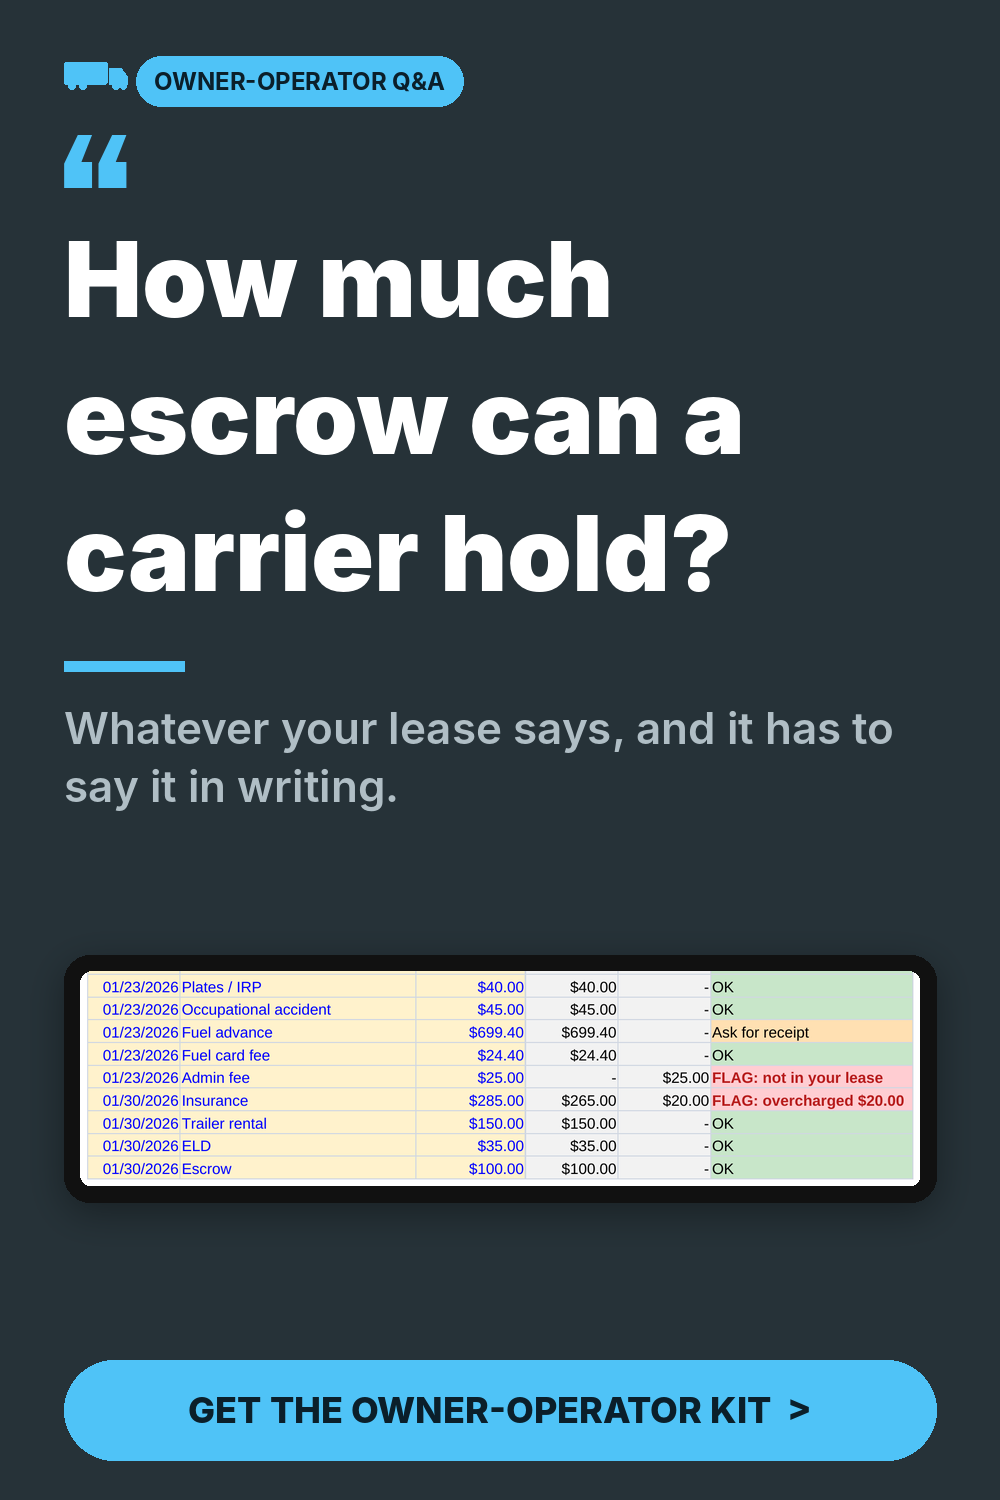 OWNER-OPERATOR Q&A
“
How much
escrow can a
carrier hold?
Whatever your lease says, and it has to
say it in writing.
01/23/2026 Plates / IRP $40.00 $40.00 - OK
01/23/2026 Occupational accident $45.00 $45.00 - OK
01/23/2026 Fuel advance $699.40 $699.40 - Ask for receipt
01/23/2026 Fuel card fee $24.40 $24.40 - OK
01/23/2026 Admin fee $25.00 - $25.00 FLAG: not in your lease
01/30/2026 Insurance $285.00 $265.00 $20.00 FLAG: overcharged $20.00
01/30/2026 Trailer rental $150.00 $150.00 - OK
01/30/2026 ELD $35.00 $35.00 - OK
01/30/2026 Escrow $100.00 $100.00 - OK
GET THE OWNER-OPERATOR KIT >